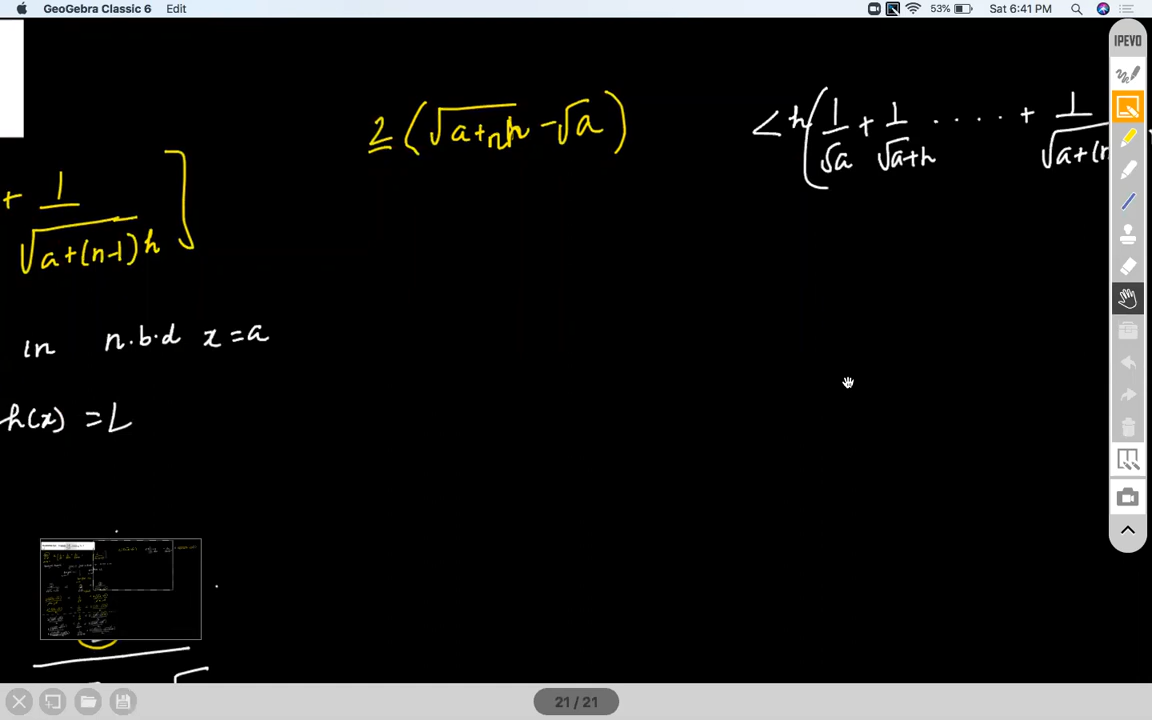 GeoGebra Classic 6 Edit 53% Sat 6:41 PM
IPEVO
2 ( √a+nh - √a ) < h ( 1/√a + 1/√a+h . . . . . + 1/√a+(n
+ 1/√a+(n-1)h ]
in n.b.d x=a
h(x) = L
21 / 21